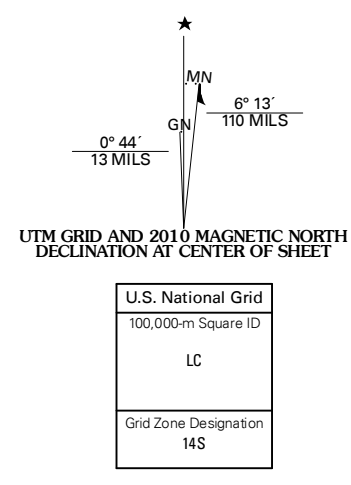 MN
GN
6° 13´
110 MILS
0° 44´
13 MILS
UTM GRID AND 2010 MAGNETIC NORTH
DECLINATION AT CENTER OF SHEET
U.S. National Grid
100,000-m Square ID
LC
Grid Zone Designation
14S